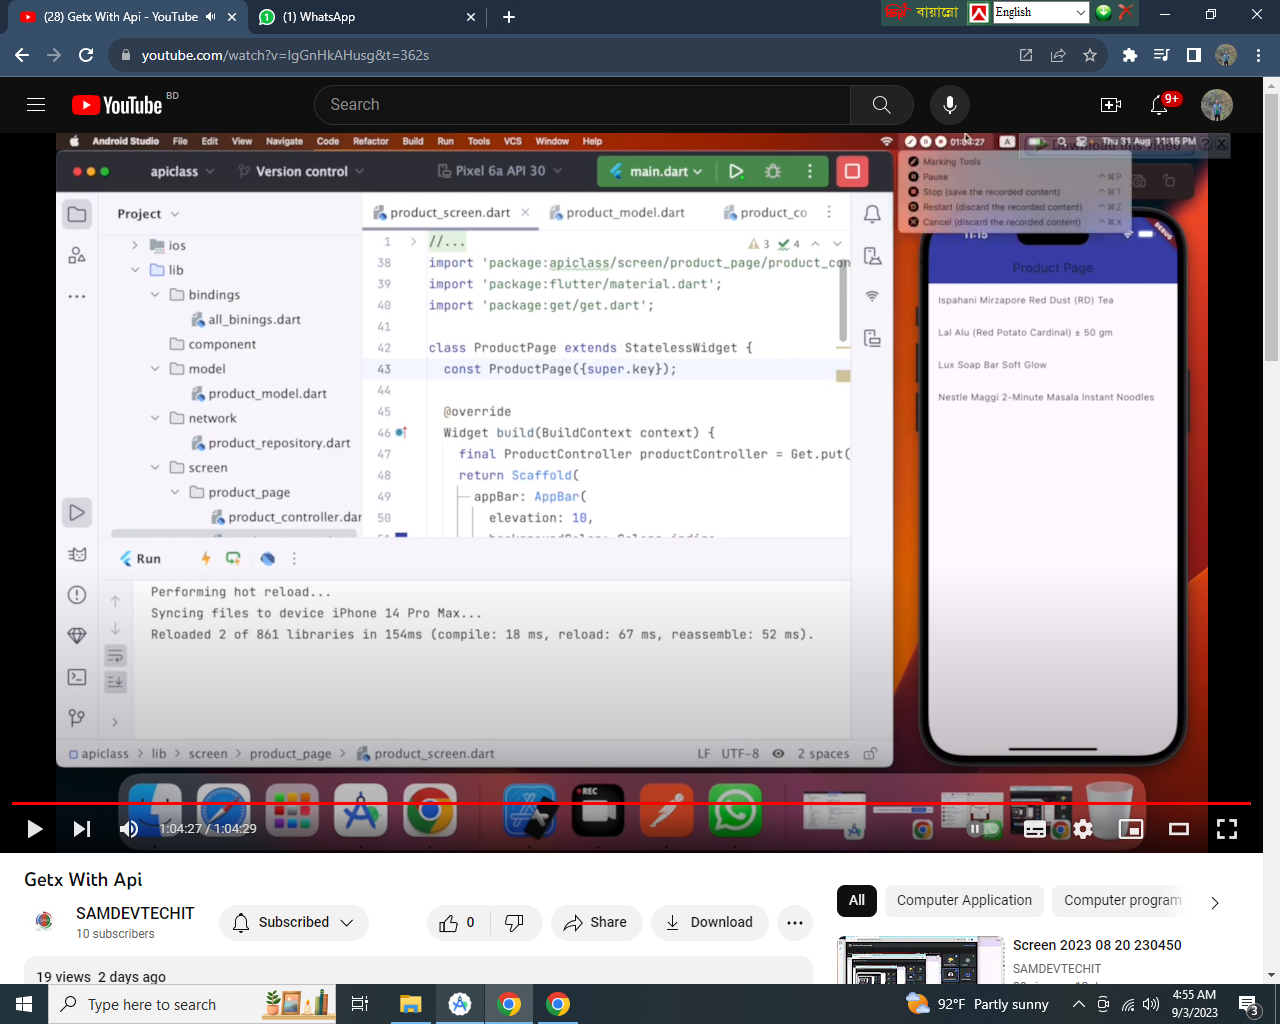 (28) Getx With Api - YouTube
(1) WhatsApp
বায়ান্নো
English
youtube.com/watch?v=lgGnHkAHusg&t=362s
YouTube BD
Search
9+
Android Studio File Edit View Navigate Code Refactor Build Run Tools VCS Window Help
01:04:27 A Thu 31 Aug 11:15 PM
Download this video ?
Marking Tools
Pause ⌃⌘P
Stop (save the recorded content) ⌃⌘T
Restart (discard the recorded content) ⌃⌘Z
Cancel (discard the recorded content) ⌃⌘X
apiclass Version control Pixel 6a API 30 main.dart
Project
ios
lib
bindings
all_binings.dart
component
model
product_model.dart
network
product_repository.dart
screen
product_page
product_controller.dar
product_screen.dart product_model.dart product_co
3 4
1 //...
38 import 'package:apiclass/screen/product_page/product_con
39 import 'package:flutter/material.dart';
40 import 'package:get/get.dart';
41
42 class ProductPage extends StatelessWidget {
43 const ProductPage({super.key});
44
45 @override
46 Widget build(BuildContext context) {
47 final ProductController productController = Get.put(
48 return Scaffold(
49 appBar: AppBar(
50 elevation: 10,
11:15
DEBUG
Product Page
Ispahani Mirzapore Red Dust (RD) Tea
Lal Alu (Red Potato Cardinal) ± 50 gm
Lux Soap Bar Soft Glow
Nestle Maggi 2-Minute Masala Instant Noodles
Run
Performing hot reload...
Syncing files to device iPhone 14 Pro Max...
Reloaded 2 of 861 libraries in 154ms (compile: 18 ms, reload: 67 ms, reassemble: 52 ms).
apiclass > lib > screen > product_page > product_screen.dart LF UTF-8 2 spaces
REC
1:04:27 / 1:04:29
Getx With Api
SAMDEVTECHIT
10 subscribers
Subscribed
0
Share
Download
19 views 2 days ago
All
Computer Application
Computer program
Screen 2023 08 20 230450
SAMDEVTECHIT
Type here to search
92°F Partly sunny
4:55 AM
9/3/2023
3